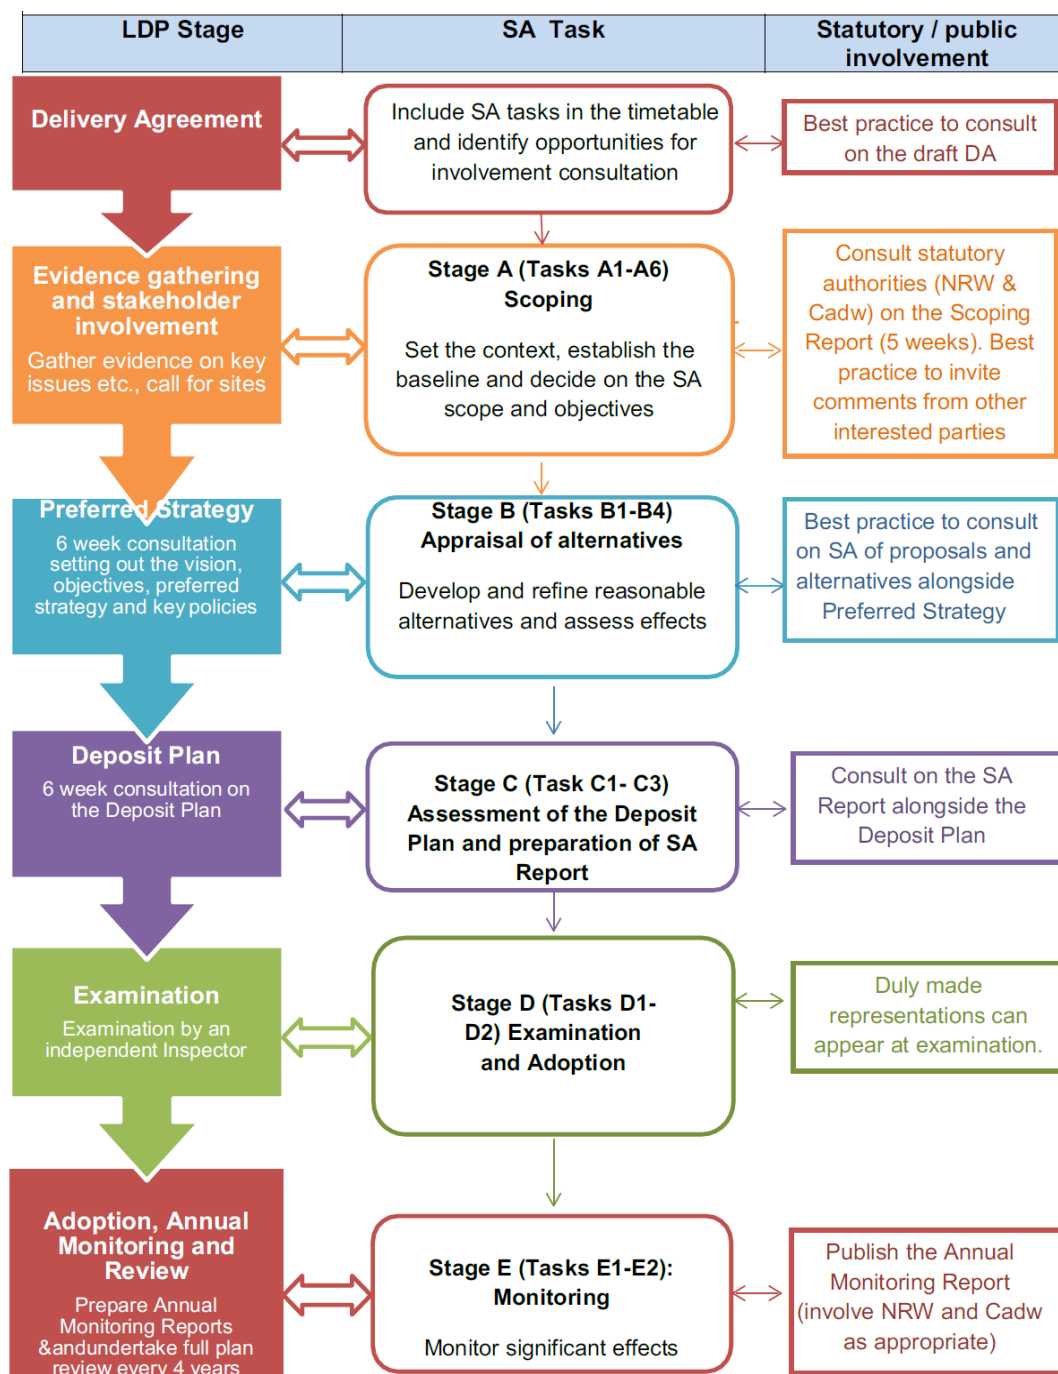 LDP Stage
SA Task
Statutory / public
involvement
Delivery Agreement
Include SA tasks in the timetable
and identify opportunities for
involvement consultation
Best practice to consult
on the draft DA
Evidence gathering
and stakeholder
involvement
Gather evidence on key
issues etc., call for sites
Stage A (Tasks A1-A6)
Scoping
Set the context, establish the
baseline and decide on the SA
scope and objectives
Consult statutory
authorities (NRW &
Cadw) on the Scoping
Report (5 weeks). Best
practice to invite
comments from other
interested parties
Preferred Strategy
6 week consultation
setting out the vision,
objectives, preferred
strategy and key policies
Stage B (Tasks B1-B4)
Appraisal of alternatives
Develop and refine reasonable
alternatives and assess effects
Best practice to consult
on SA of proposals and
alternatives alongside
Preferred Strategy
Deposit Plan
6 week consultation on
the Deposit Plan
Stage C (Task C1- C3)
Assessment of the Deposit
Plan and preparation of SA
Report
Consult on the SA
Report alongside the
Deposit Plan
Examination
Examination by an
independent Inspector
Stage D (Tasks D1-
D2) Examination
and Adoption
Duly made
representations can
appear at examination.
Adoption, Annual
Monitoring and
Review
Prepare Annual
Monitoring Reports
&andundertake full plan
review every 4 years
Stage E (Tasks E1-E2):
Monitoring
Monitor significant effects
Publish the Annual
Monitoring Report
(involve NRW and Cadw
as appropriate)